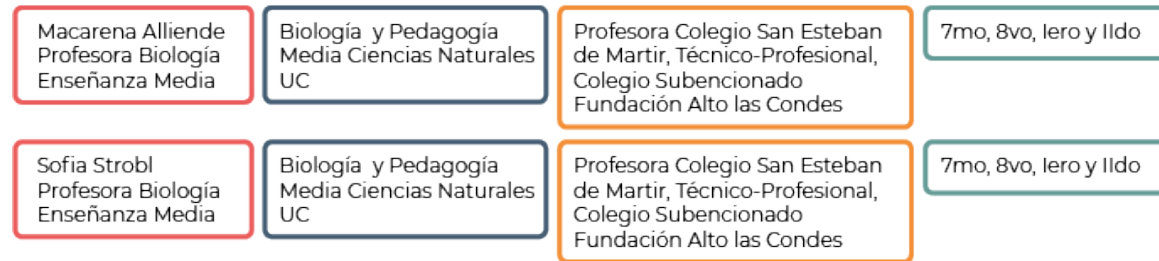 Macarena Alliende
Profesora Biología
Enseñanza Media
Biología y Pedagogía
Media Ciencias Naturales
UC
Profesora Colegio San Esteban
de Martir, Técnico-Profesional,
Colegio Subencionado
Fundación Alto las Condes
7mo, 8vo, Iero y IIdo
Sofia Strobl
Profesora Biología
Enseñanza Media
Biología y Pedagogía
Media Ciencias Naturales
UC
Profesora Colegio San Esteban
de Martir, Técnico-Profesional,
Colegio Subencionado
Fundación Alto las Condes
7mo, 8vo, Iero y IIdo